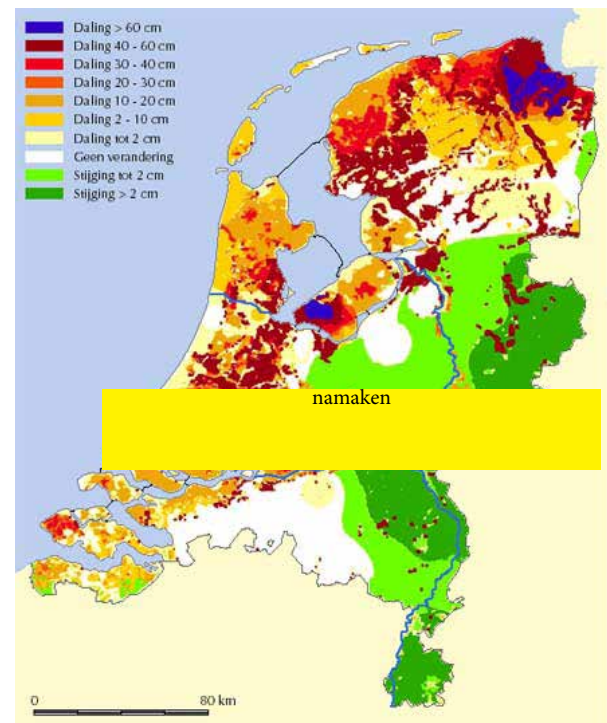 Daling > 60 cm
Daling 40 - 60 cm
Daling 30 - 40 cm
Daling 20 - 30 cm
Daling 10 - 20 cm
Daling 2 - 10 cm
Daling tot 2 cm
Geen verandering
Stijging tot 2 cm
Stijging > 2 cm
namaken
0 80 km